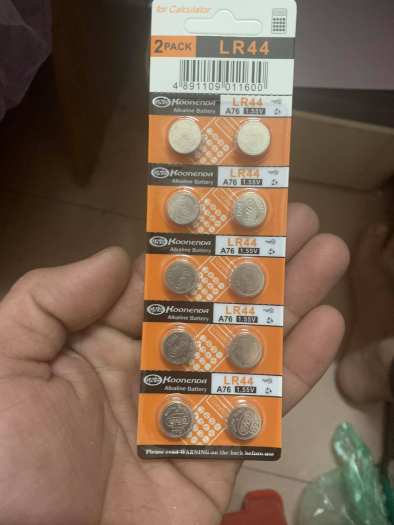 for Calculator
2 PACK LR44
4 891109 011600
KOONENDA LR44
Alkaline Battery A76 1.55V
KOONENDA LR44
Alkaline Battery A76 1.55V
KOONENDA LR44
Alkaline Battery A76 1.55V
KOONENDA LR44
Alkaline Battery A76 1.55V
KOONENDA LR44
Alkaline Battery A76 1.55V
Please read WARNING on the back before use